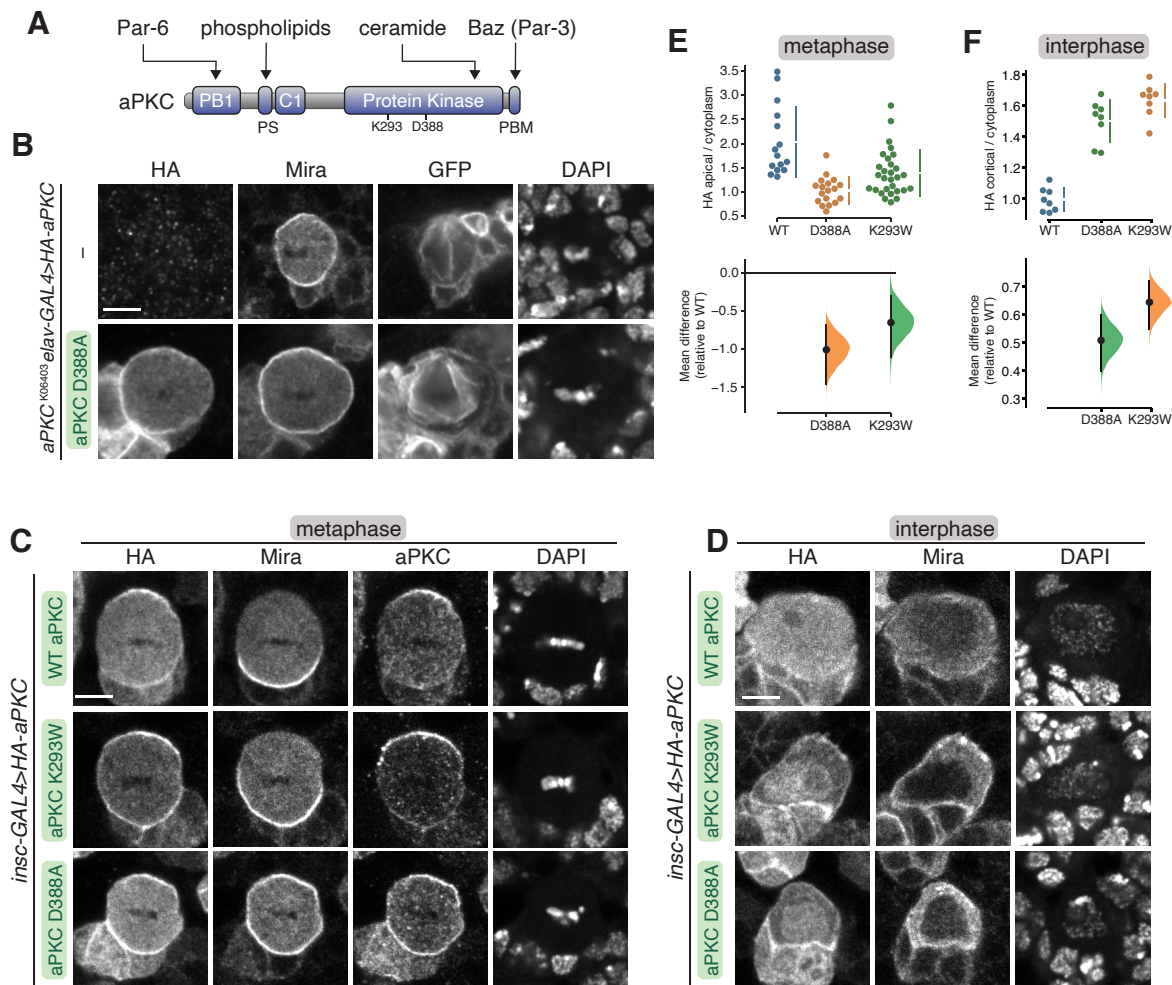 A
Par-6 phospholipids ceramide Baz (Par-3)
aPKC PB1 C1 Protein Kinase
PS K293 D388 PBM
B
HA Mira GFP DAPI
aPKC K06403 elav-GAL4>HA-aPKC
–
aPKC D388A
C
metaphase
HA Mira aPKC DAPI
insc-GAL4>HA-aPKC
WT aPKC
aPKC K293W
aPKC D388A
D
interphase
HA Mira DAPI
insc-GAL4>HA-aPKC
WT aPKC
aPKC K293W
aPKC D388A
E
metaphase
HA apical / cytoplasm
3.5
3.0
2.5
2.0
1.5
1.0
0.5
WT D388A K293W
Mean difference
(relative to WT)
0.0
−0.5
−1.0
−1.5
D388A K293W
F
interphase
HA cortical / cytoplasm
1.8
1.6
1.4
1.2
1.0
WT D388A K293W
Mean difference
(relative to WT)
0.7
0.6
0.5
0.4
0.3
D388A K293W